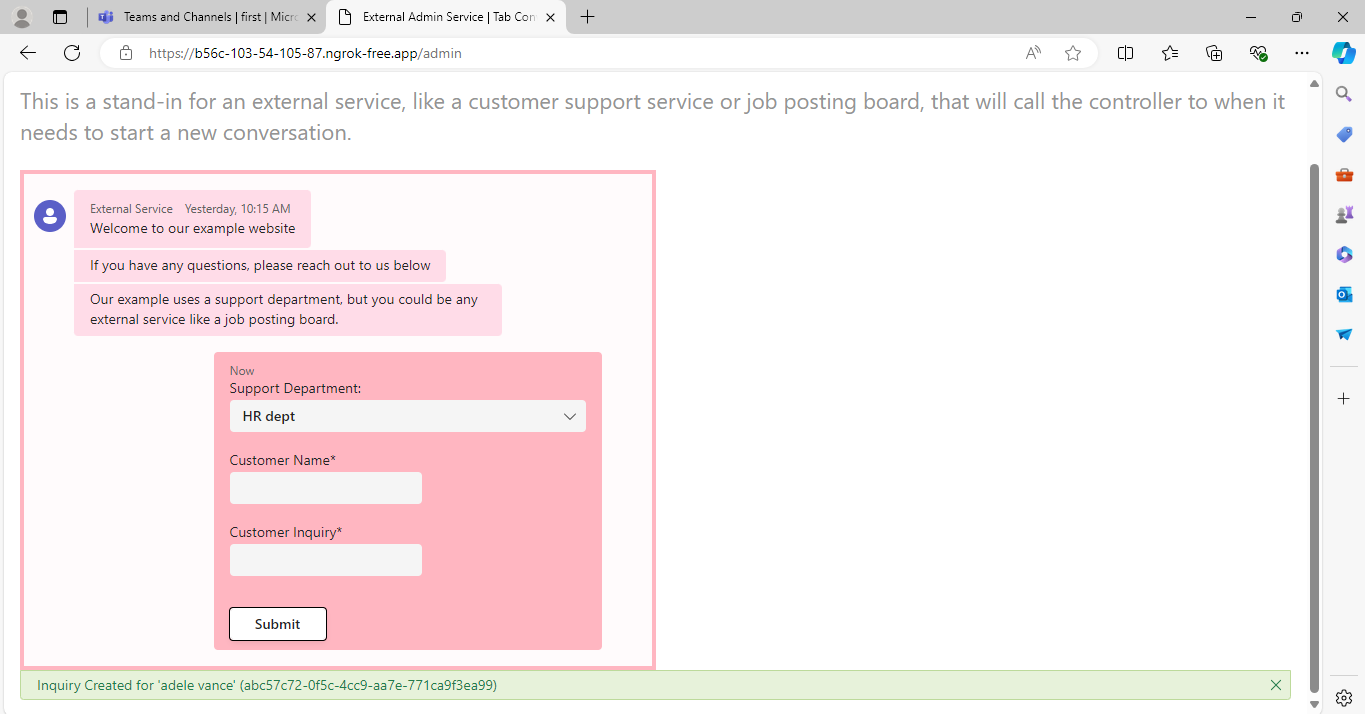 Teams and Channels | first | Micro
External Admin Service | Tab Con
https://b56c-103-54-105-87.ngrok-free.app/admin
This is a stand-in for an external service, like a customer support service or job posting board, that will call the controller to when it
needs to start a new conversation.
External Service Yesterday, 10:15 AM
Welcome to our example website
If you have any questions, please reach out to us below
Our example uses a support department, but you could be any
external service like a job posting board.
Now
Support Department:
HR dept
Customer Name*
Customer Inquiry*
Submit
Inquiry Created for 'adele vance' (abc57c72-0f5c-4cc9-aa7e-771ca9f3ea99)